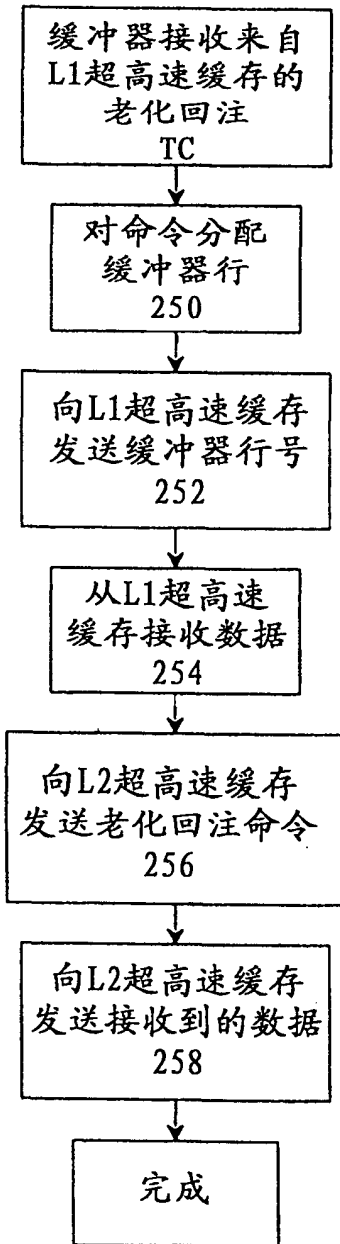 缓冲器接收来自
L1超高速缓存的
老化回注
TC
对命令分配
缓冲器行
250
向L1超高速缓存
发送缓冲器行号
252
从L1超高速
缓存接收数据
254
向L2超高速缓存
发送老化回注命令
256
向L2超高速缓存
发送接收到的数据
258
完成